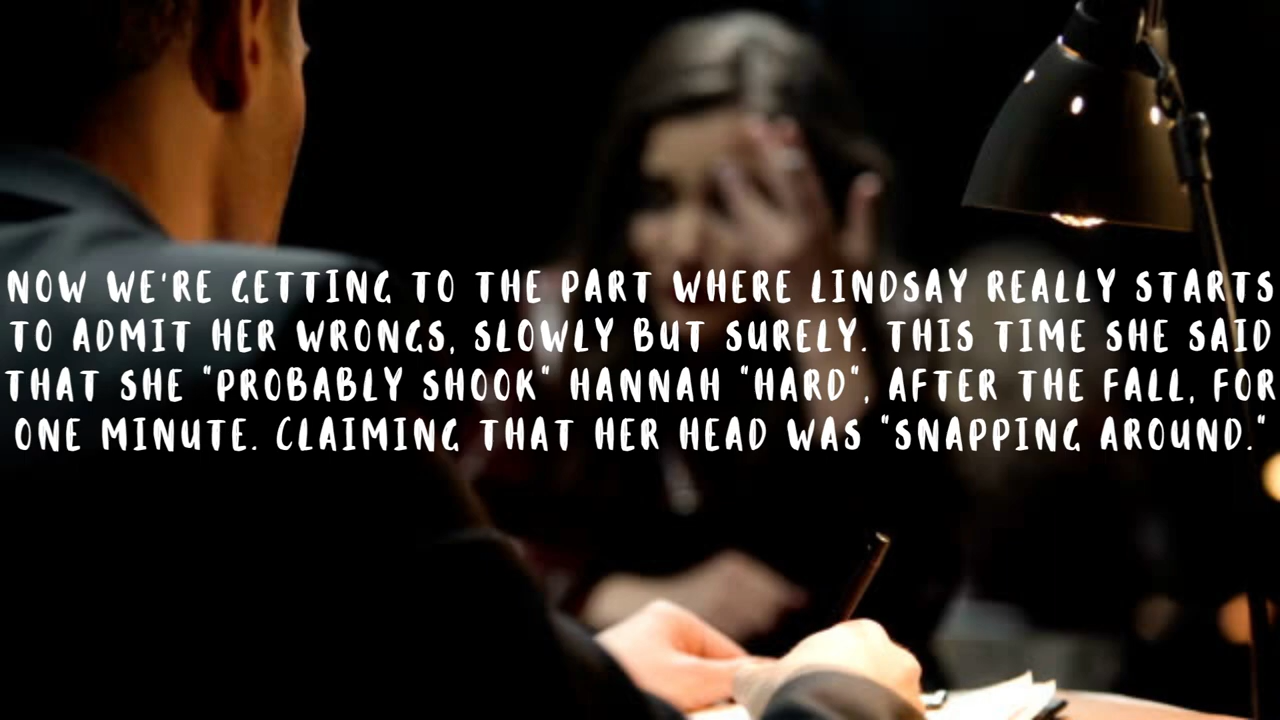 NOW WE'RE GETTING TO THE PART WHERE LINDSAY REALLY STARTS
TO ADMIT HER WRONGS, SLOWLY BUT SURELY. THIS TIME SHE SAID
THAT SHE "PROBABLY SHOOK" HANNAH "HARD", AFTER THE FALL, FOR
ONE MINUTE. CLAIMING THAT HER HEAD WAS "SNAPPING AROUND."